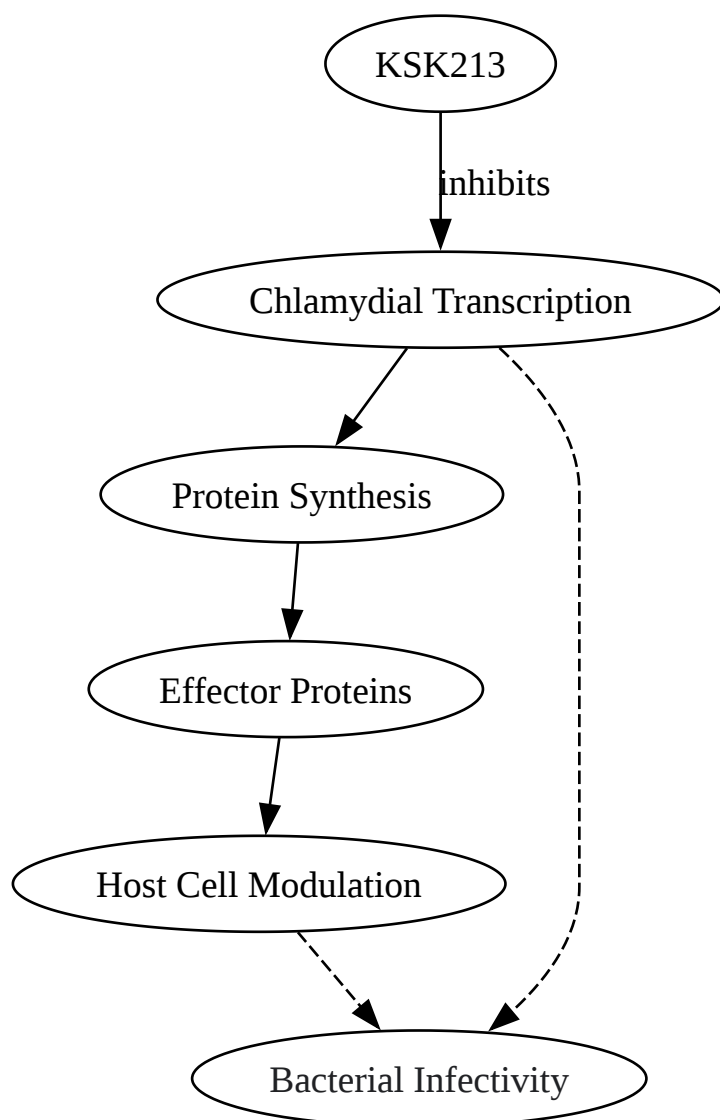 KSK213
inhibits
Chlamydial Transcription
Protein Synthesis
Effector Proteins
Host Cell Modulation
Bacterial Infectivity